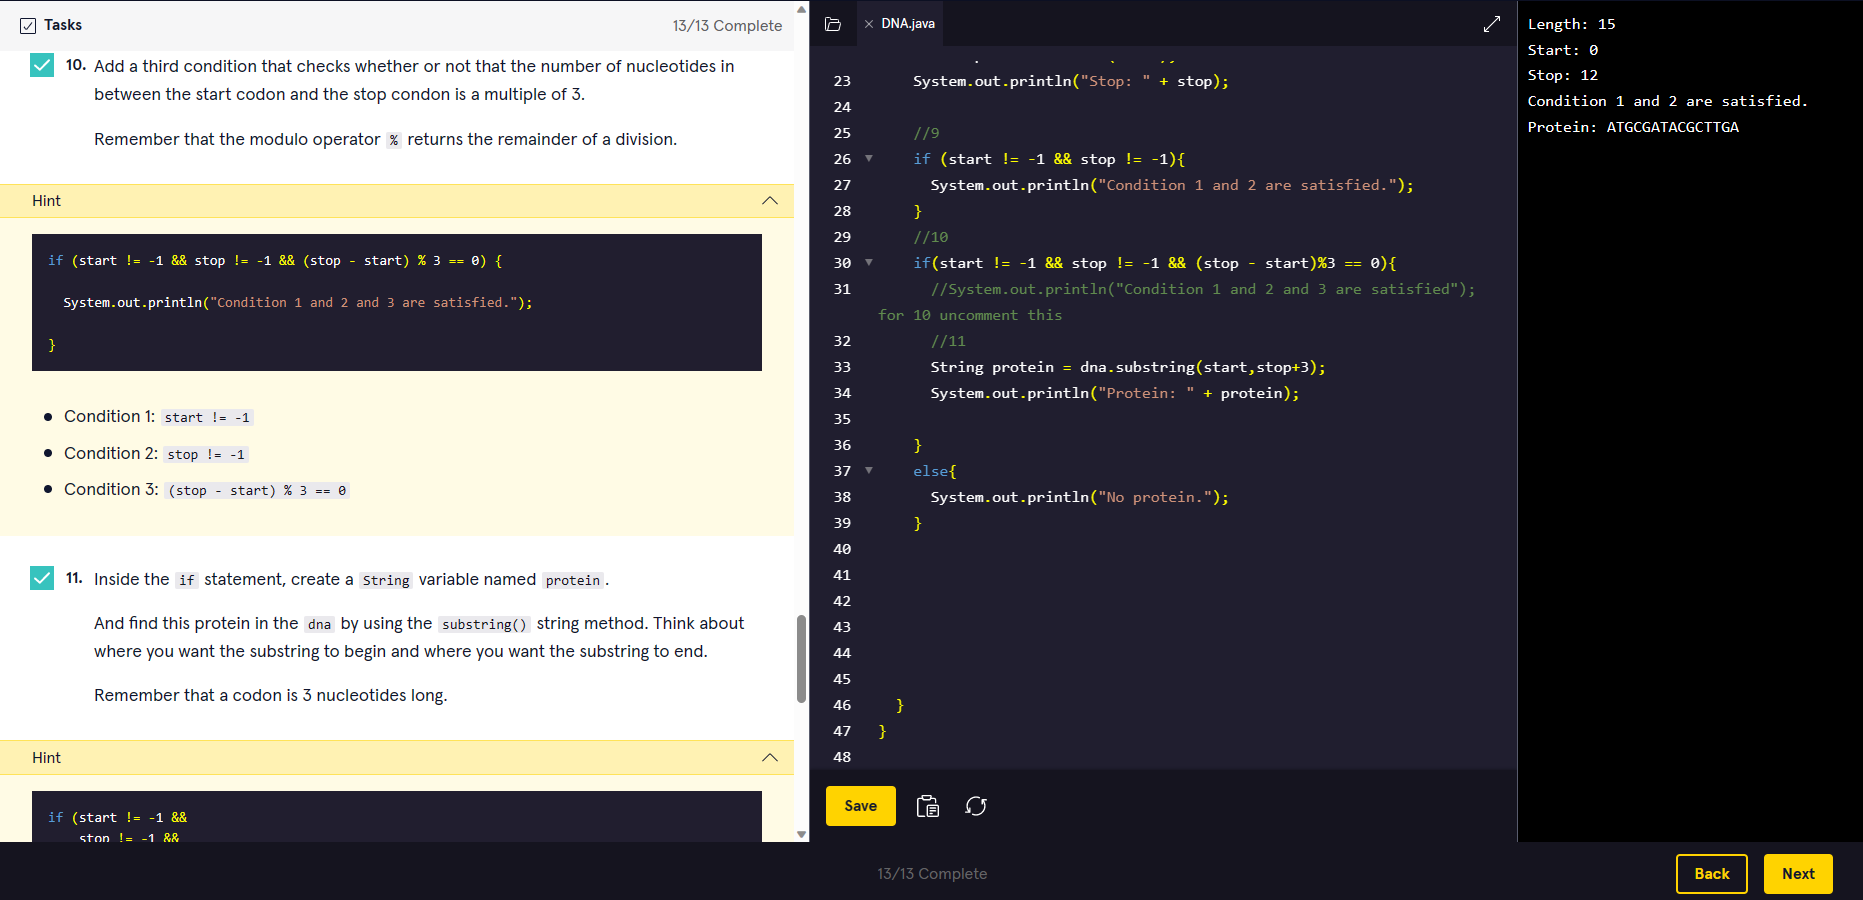 Tasks
13/13 Complete
10. Add a third condition that checks whether or not that the number of nucleotides in
between the start codon and the stop condon is a multiple of 3.
Remember that the modulo operator % returns the remainder of a division.
Hint
if (start != -1 && stop != -1 && (stop - start) % 3 == 0) {
System.out.println("Condition 1 and 2 and 3 are satisfied.");
}
Condition 1: start != -1
Condition 2: stop != -1
Condition 3: (stop - start) % 3 == 0
11. Inside the if statement, create a String variable named protein.
And find this protein in the dna by using the substring() string method. Think about
where you want the substring to begin and where you want the substring to end.
Remember that a codon is 3 nucleotides long.
Hint
if (start != -1 &&
stop != -1 &&
DNA.java
23 System.out.println("Stop: " + stop);
24
25 //9
26 if (start != -1 && stop != -1){
27 System.out.println("Condition 1 and 2 are satisfied.");
28 }
29 //10
30 if(start != -1 && stop != -1 && (stop - start)%3 == 0){
31 //System.out.println("Condition 1 and 2 and 3 are satisfied");
for 10 uncomment this
32 //11
33 String protein = dna.substring(start,stop+3);
34 System.out.println("Protein: " + protein);
35
36 }
37 else{
38 System.out.println("No protein.");
39 }
40
41
42
43
44
45
46 }
47 }
48
Save
Length: 15
Start: 0
Stop: 12
Condition 1 and 2 are satisfied.
Protein: ATGCGATACGCTTGA
13/13 Complete
Back
Next